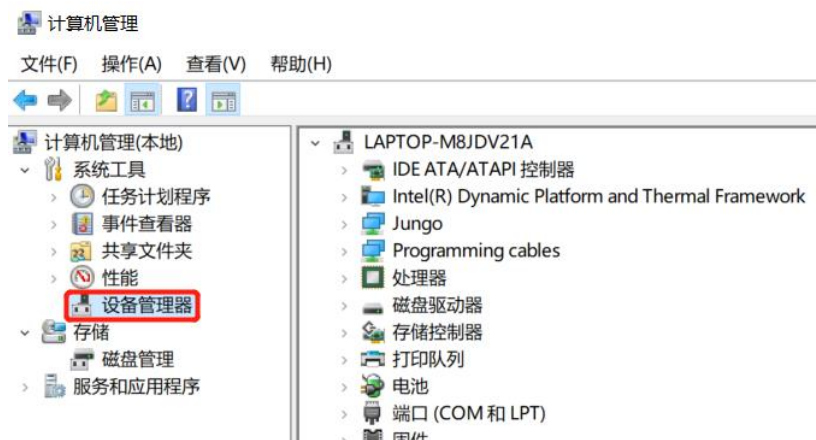 计算机管理
文件(F) 操作(A) 查看(V) 帮助(H)
计算机管理(本地)
系统工具
任务计划程序
事件查看器
共享文件夹
性能
设备管理器
存储
磁盘管理
服务和应用程序
LAPTOP-M8JDV21A
IDE ATA/ATAPI 控制器
Intel(R) Dynamic Platform and Thermal Framework
Jungo
Programming cables
处理器
磁盘驱动器
存储控制器
打印队列
电池
端口 (COM 和 LPT)